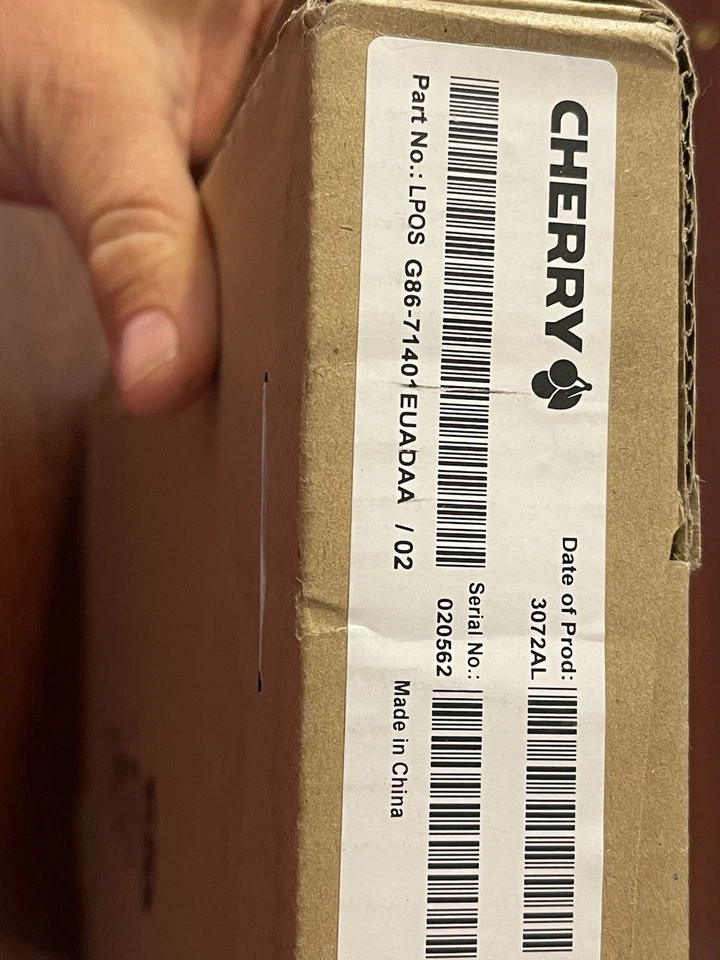 CHERRY
Date of Prod:
3072AL
Serial No.:
020562
Part No.: LPOS G86-71401EUADAA / 02
Made in China